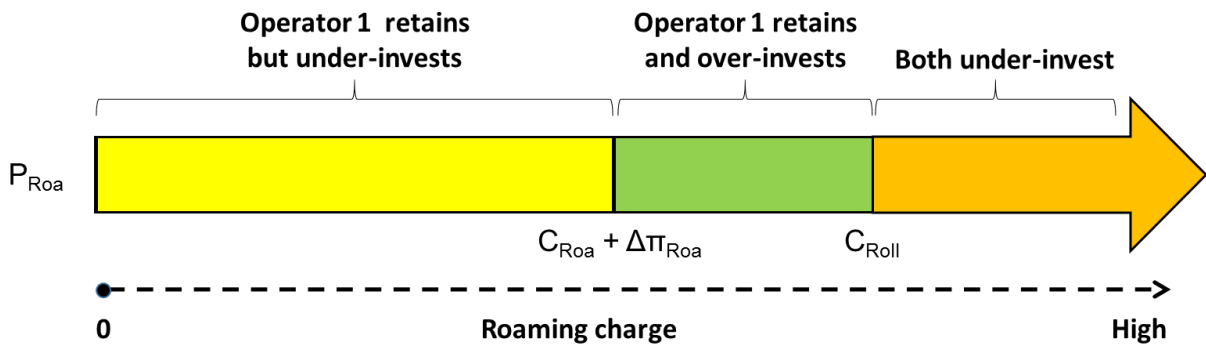 Operator 1 retains
but under-invests
Operator 1 retains
and over-invests
Both under-invest
P_Roa
C_Roa + Δπ_Roa
C_Roll
0
Roaming charge
High